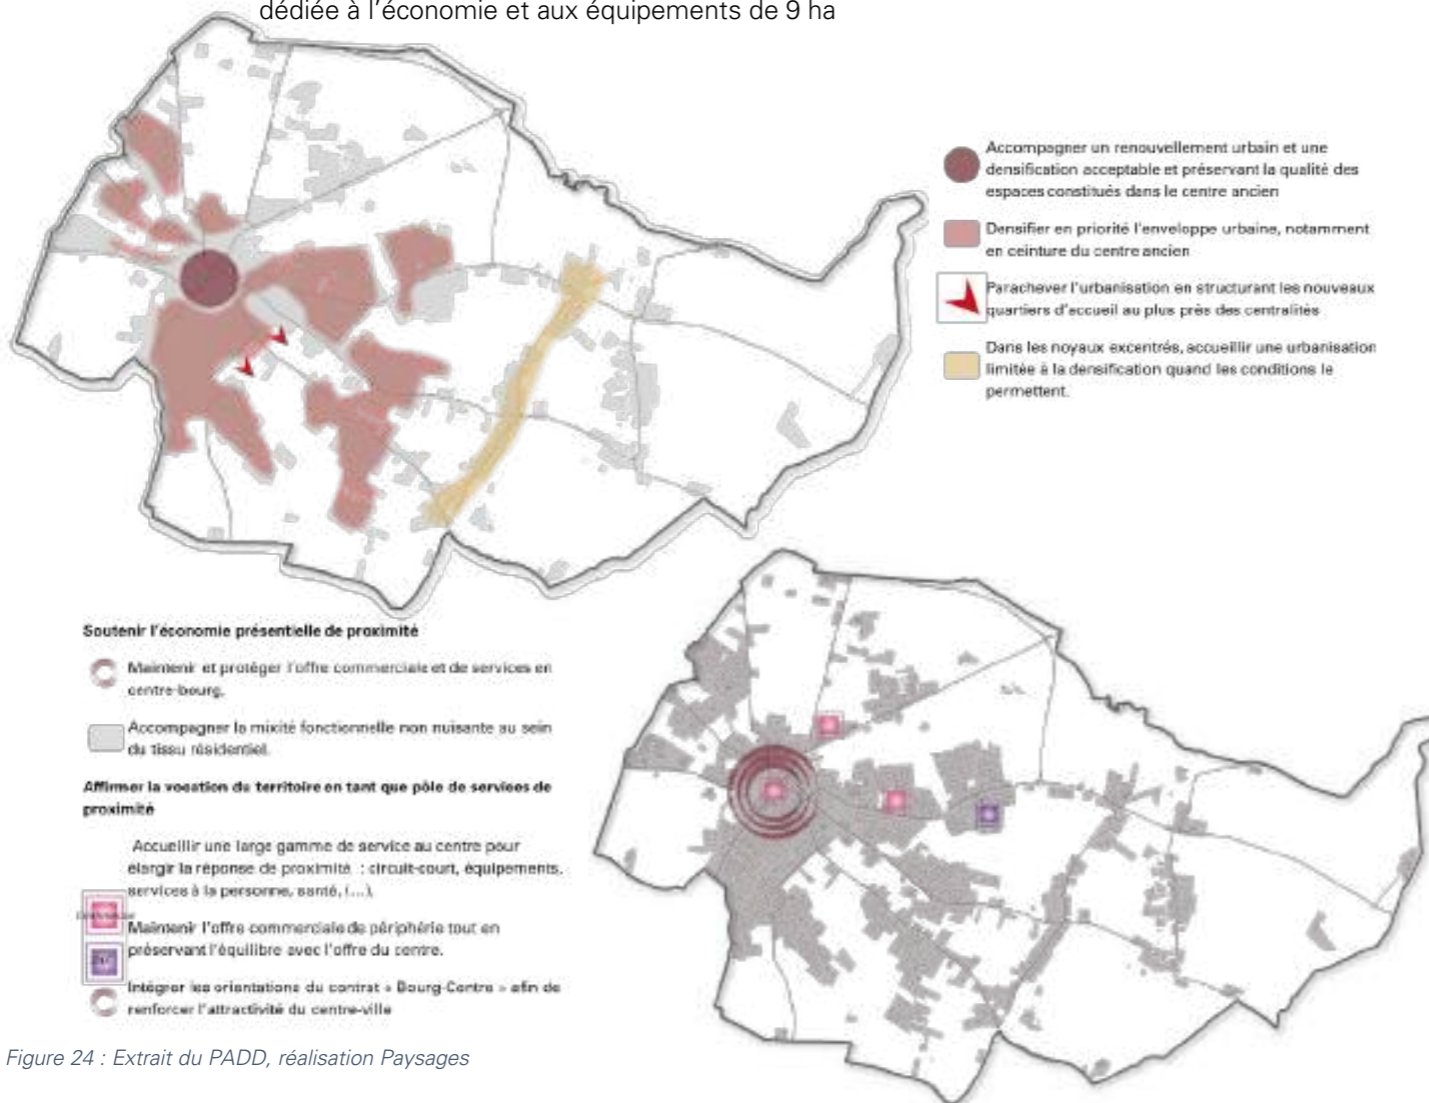 dédiée à l'économie et aux équipements de 9 ha
Accompagner un renouvellement urbain et une
densification acceptable et préservant la qualité des
espaces constitués dans le centre ancien
Densifier en priorité l'enveloppe urbaine, notamment
en ceinture du centre ancien
Parachever l'urbanisation en structurant les nouveaux
quartiers d'accueil au plus près des centralités
Dans les noyaux excentrés, accueillir une urbanisation
limitée à la densification quand les conditions le
permettent.
Soutenir l'économie présentielle de proximité
Maintenir et protéger l'offre commerciale et de services en
centre-bourg.
Accompagner la mixité fonctionnelle non nuisante au sein
du tissu résidentiel.
Affirmer la vocation du territoire en tant que pôle de services de
proximité
Accueillir une large gamme de service au centre pour
élargir la réponse de proximité : circuit-court, équipements,
services à la personne, santé, (...).
Maintenir l'offre commerciale de périphérie tout en
préservant l'équilibre avec l'offre du centre.
Intégrer les orientations du contrat « Bourg-Centre » afin de
renforcer l'attractivité du centre-ville
Figure 24 : Extrait du PADD, réalisation Paysages